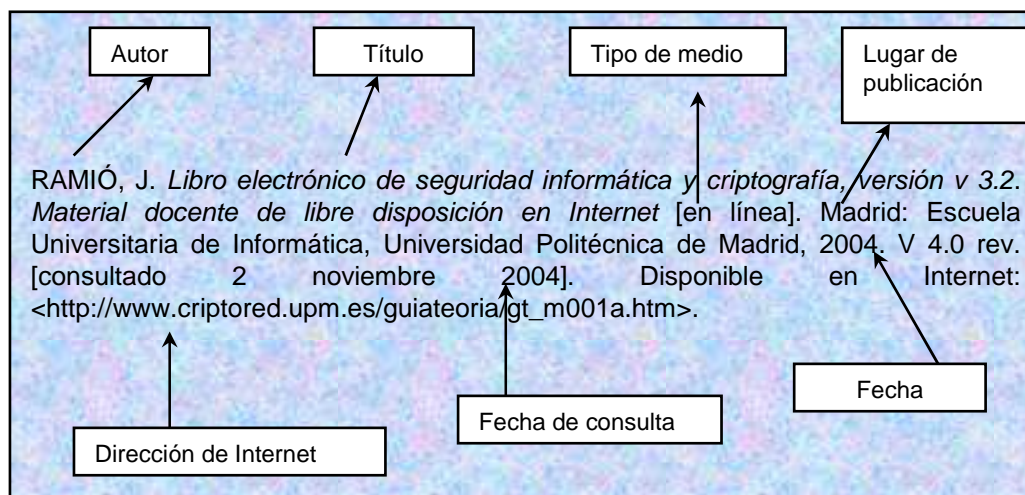 Autor
Título
Tipo de medio
Lugar de
publicación
RAMIÓ, J. Libro electrónico de seguridad informática y criptografía, versión v 3.2.
Material docente de libre disposición en Internet [en línea]. Madrid: Escuela
Universitaria de Informática, Universidad Politécnica de Madrid, 2004. V 4.0 rev.
[consultado 2 noviembre 2004]. Disponible en Internet:
<http://www.criptored.upm.es/guiateoria/gt_m001a.htm>.
Fecha
Fecha de consulta
Dirección de Internet